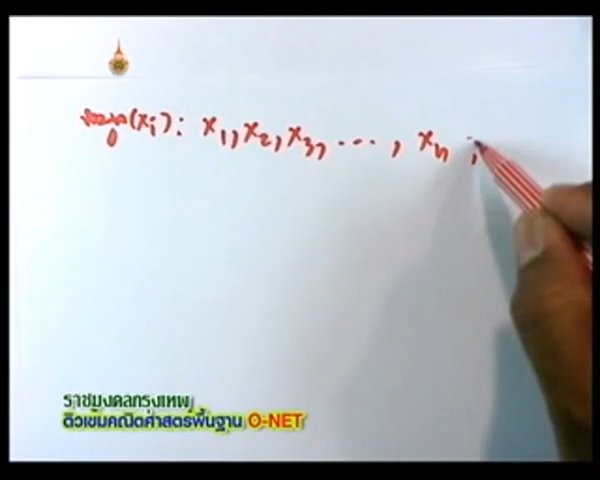 (xᵢ): x₁, x₂, x₃, ..., xₙ ;
ราชมงคลกรุงเทพ
ติวเข้มคณิตศาสตร์พื้นฐาน O-NET